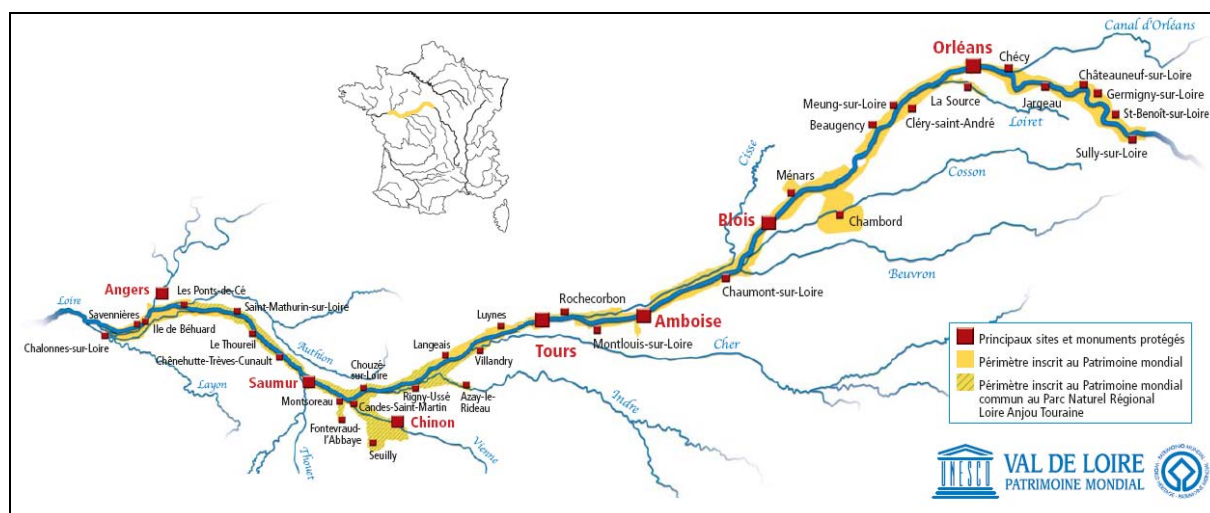 Canal d'Orléans
Orléans
Chécy
Châteauneuf-sur-Loire
Germigny-sur-Loire
St-Benoît-sur-Loire
Meung-sur-Loire
La Source
Jargeau
Beaugency
Cléry-saint-André
Loiret
Sully-sur-Loire
Cisse
Ménars
Cosson
Blois
Chambord
Beuvron
Chaumont-sur-Loire
Angers
Les Ponts-de-Cé
Loire
Savennières
Saint-Mathurin-sur-Loire
Ile de Béhuard
Chalonnes-sur-Loire
Le Thoureil
Chênehutte-Trèves-Cunault
Authion
Layon
Rochecorbon
Luynes
Amboise
Montlouis-sur-Loire
Tours
Cher
Langeais
Villandry
Chouzé-
sur-Loire
Saumur
Rigny-Ussé
Azay-le-
Rideau
Montsoreau
Candes-Saint-Martin
Indre
Chinon
Fontevraud-
l'Abbaye
Thouet
Seuilly
Vienne
Principaux sites et monuments protégés
Périmètre inscrit au Patrimoine mondial
Périmètre inscrit au Patrimoine mondial
commun au Parc Naturel Régional
Loire Anjou Touraine
UNESCO
VAL DE LOIRE
PATRIMOINE MONDIAL